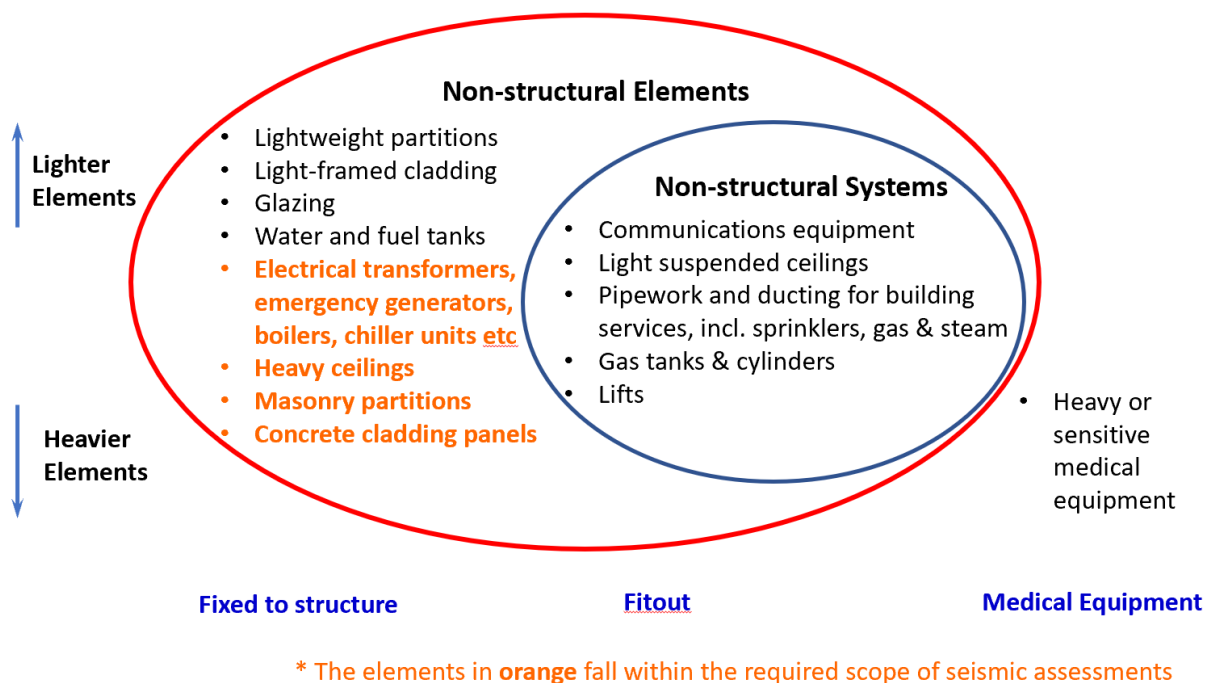 Non-structural Elements
• Lightweight partitions
• Light-framed cladding
• Glazing
• Water and fuel tanks
• Electrical transformers,
emergency generators,
boilers, chiller units etc
• Heavy ceilings
• Masonry partitions
• Concrete cladding panels
Lighter
Elements
Heavier
Elements
Non-structural Systems
• Communications equipment
• Light suspended ceilings
• Pipework and ducting for building
services, incl. sprinklers, gas & steam
• Gas tanks & cylinders
• Lifts
• Heavy or
sensitive
medical
equipment
Fixed to structure
Fitout
Medical Equipment
* The elements in orange fall within the required scope of seismic assessments